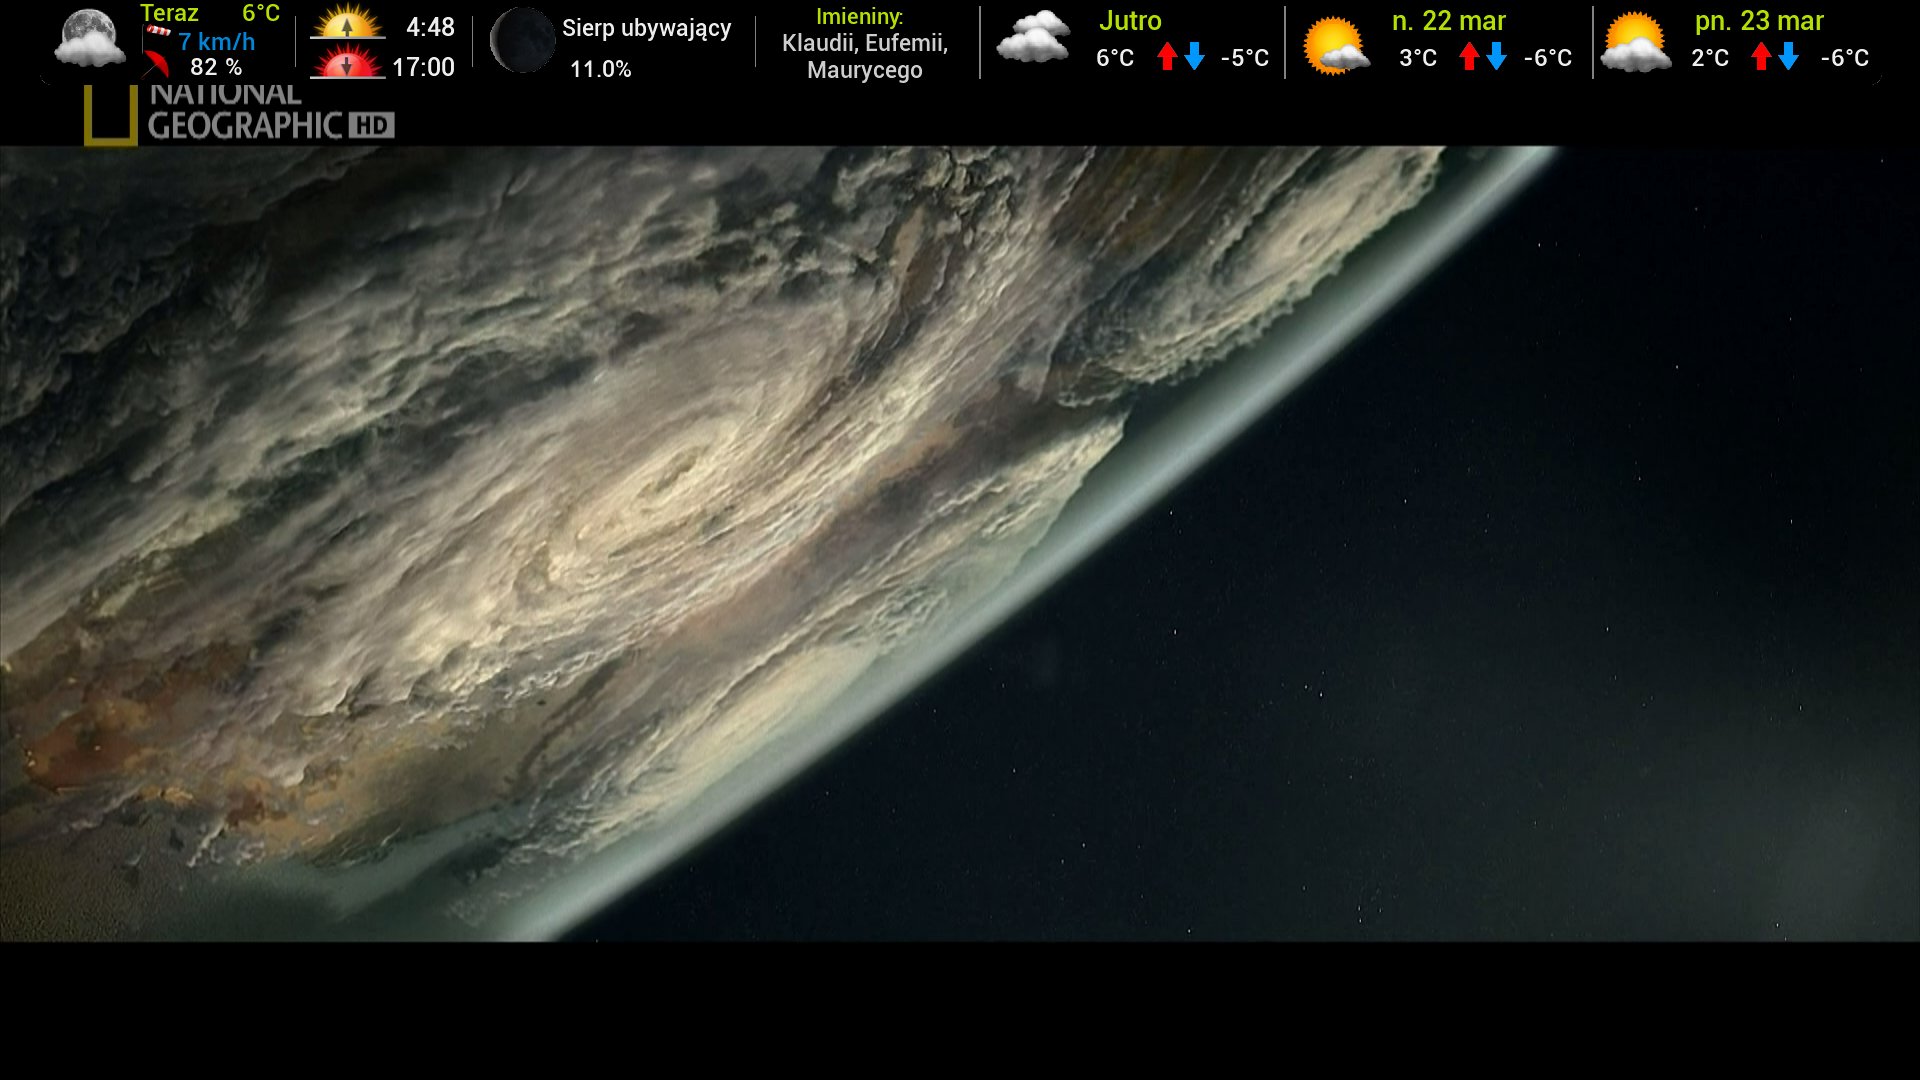 Teraz 6°C
7 km/h
82 %
4:48
17:00
Sierp ubywający
11.0%
Imieniny:
Klaudii, Eufemii,
Maurycego
Jutro
6°C -5°C
n. 22 mar
3°C -6°C
pn. 23 mar
2°C -6°C
NATIONAL
GEOGRAPHIC HD